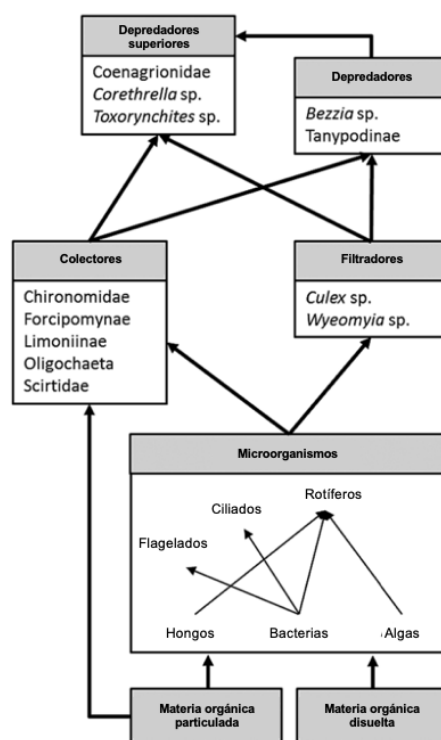 Depredadores
superiores
Coenagrionidae
Corethrella sp.
Toxorynchites sp.
Depredadores
Bezzia sp.
Tanypodinae
Colectores
Chironomidae
Forcipomynae
Limoniinae
Oligochaeta
Scirtidae
Filtradores
Culex sp.
Wyeomyia sp.
Microorganismos
Rotíferos
Ciliados
Flagelados
Hongos
Bacterias
Algas
Materia orgánica
particulada
Materia orgánica
disuelta